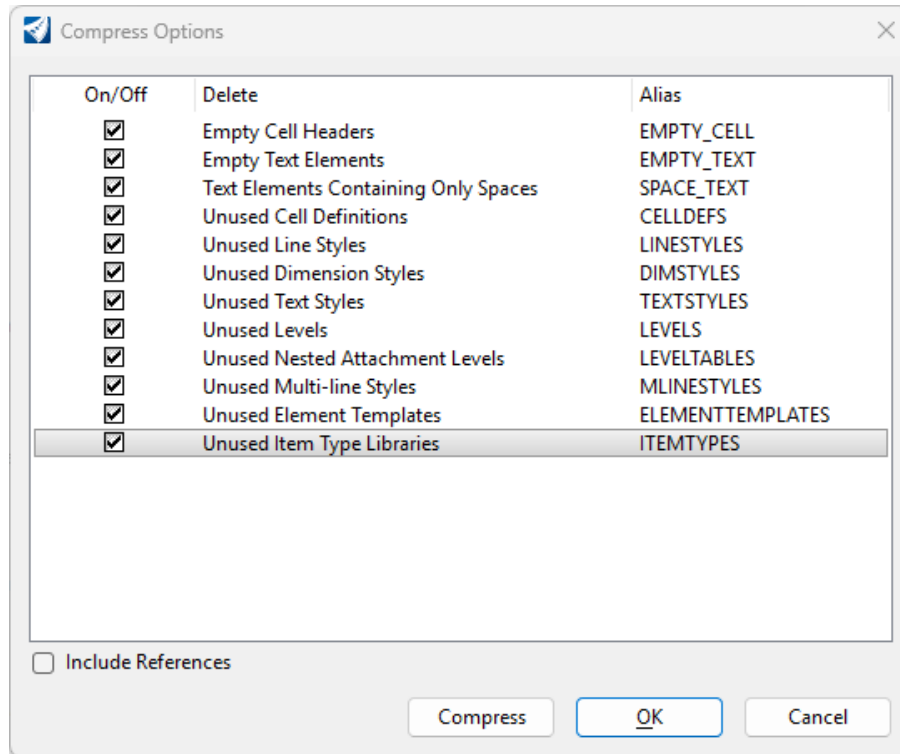 Compress Options
On/Off Delete Alias
Empty Cell Headers EMPTY_CELL
Empty Text Elements EMPTY_TEXT
Text Elements Containing Only Spaces SPACE_TEXT
Unused Cell Definitions CELLDEFS
Unused Line Styles LINESTYLES
Unused Dimension Styles DIMSTYLES
Unused Text Styles TEXTSTYLES
Unused Levels LEVELS
Unused Nested Attachment Levels LEVELTABLES
Unused Multi-line Styles MLINESTYLES
Unused Element Templates ELEMENTTEMPLATES
Unused Item Type Libraries ITEMTYPES
Include References
Compress OK Cancel